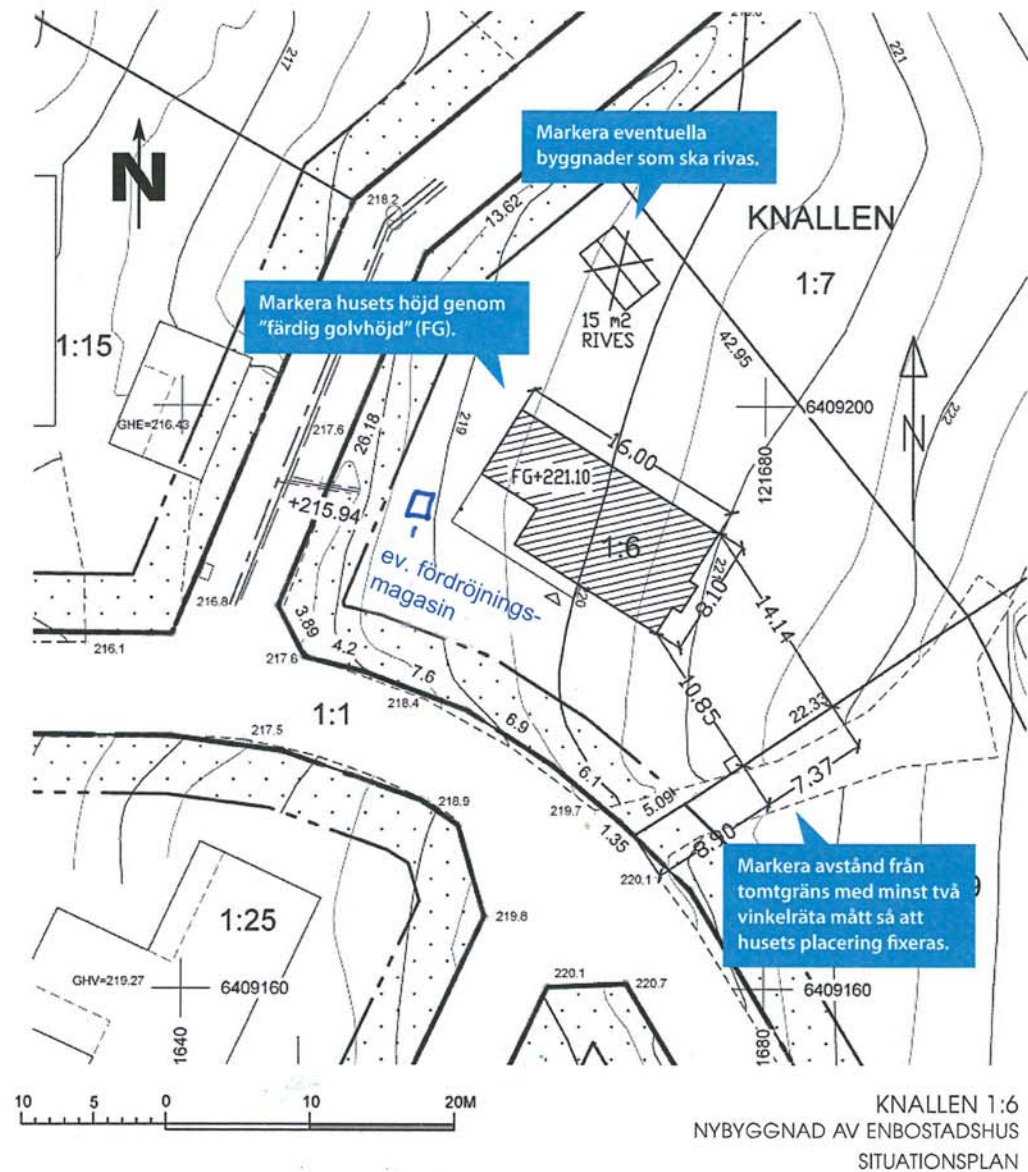 217
221
Markera eventuella
byggnader som ska rivas.
N
218.2
13.62
KNALLEN
1:7
Markera husets höjd genom
"färdig golvhöjd" (FG).
15 m2
RIVES
1:15
42.95
GHE=216.43
217.6
26.18
219
16.00
6409200
N
222
121680
FG+221.10
+215.94
1:6
ev. fördröjnings-
magasin
220
221
8.10
14.14
216.8
216.1
3.89
217.6
4.2
7.6
218.4
10.85
22.33
1:1
217.5
6.9
6.1
7.37
5.09
219.7
1.35
8.90
218.9
220.1
Markera avstånd från
tomtgräns med minst två
vinkelräta mått så att
husets placering fixeras.
9
1:25
219.8
GHV=219.27
6409160
220.1
220.7
6409160
1640
1680
10 5 0 10 20M
KNALLEN 1:6
NYBYGGNAD AV ENBOSTADSHUS
SITUATIONSPLAN